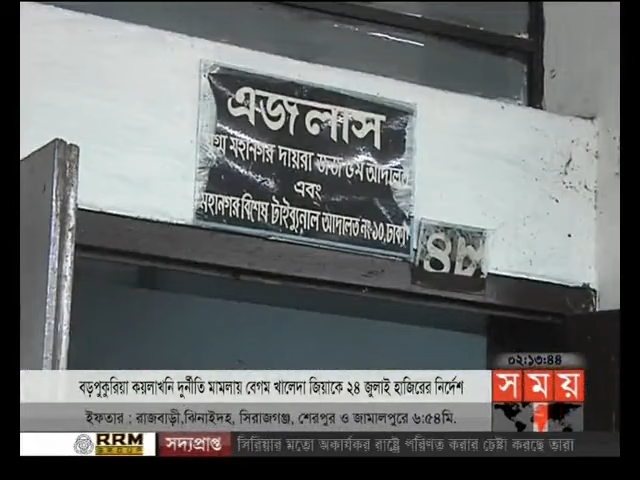 এজলাস
মহানগর দায়রা জজ ৬ষ্ঠ আদালত
এবং
মহানগর বিশেষ ট্রাইব্যুনাল আদালত নং-১০, ঢাকা
৪৮
০২:১৩:৪৪
বড়পুকুরিয়া কয়লাখনি দুর্নীতি মামলায় বেগম খালেদা জিয়াকে ২৪ জুলাই হাজিরের নির্দেশ
সময়
ইফতার : রাজবাড়ী,ঝিনাইদহ, সিরাজগঞ্জ, শেরপুর ও জামালপুরে ৬:৫৪মি.
RRM
GROUP
সদ্যপ্রাপ্ত
সিরিয়ার মতো অকার্যকর রাষ্ট্রে পরিণত করার চেষ্টা করছে তারা